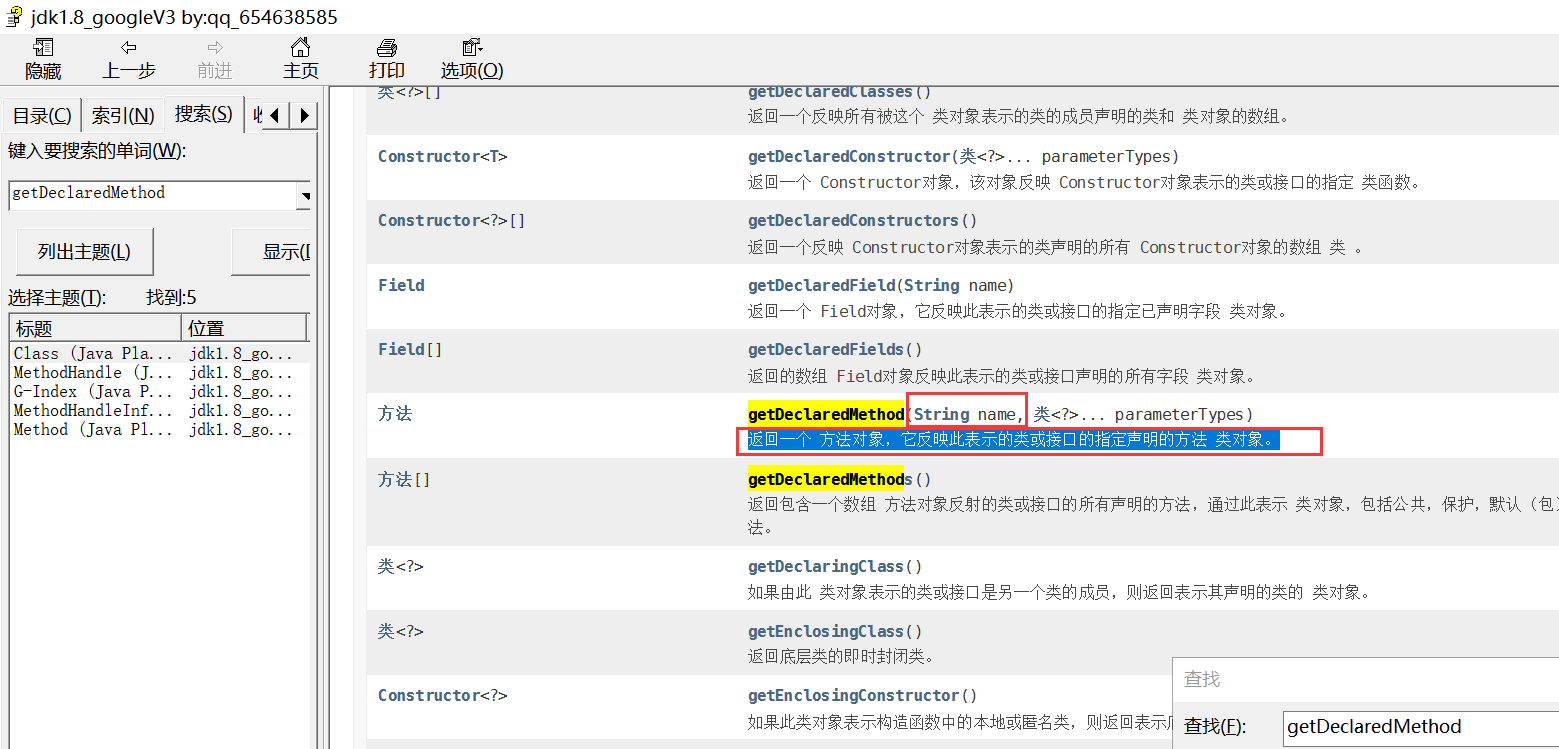 jdk1.8_googleV3 by:qq_654638585
隐藏 上一步 前进 主页 打印 选项(O)
目录(C) 索引(N) 搜索(S)
键入要搜索的单词(W):
getDeclaredMethod
列出主题(L) 显示(
选择主题(T): 找到:5
标题 位置
Class (Java Pla... jdk1.8_go...
MethodHandle (J... jdk1.8_go...
G-Index (Java P... jdk1.8_go...
MethodHandleInf... jdk1.8_go...
Method (Java Pl... jdk1.8_go...
类<?>[] getDeclaredClasses()
返回一个反映所有被这个 类对象表示的类的成员声明的类和 类对象的数组。
Constructor<T> getDeclaredConstructor(类<?>... parameterTypes)
返回一个 Constructor对象，该对象反映 Constructor对象表示的类或接口的指定 类函数。
Constructor<?>[] getDeclaredConstructors()
返回一个反映 Constructor对象表示的类声明的所有 Constructor对象的数组 类 。
Field getDeclaredField(String name)
返回一个 Field对象，它反映此表示的类或接口的指定已声明字段 类对象。
Field[] getDeclaredFields()
返回的数组 Field对象反映此表示的类或接口声明的所有字段 类对象。
方法 getDeclaredMethod(String name, 类<?>... parameterTypes)
返回一个 方法对象，它反映此表示的类或接口的指定声明的方法 类对象。
方法[] getDeclaredMethods()
返回包含一个数组 方法对象反射的类或接口的所有声明的方法，通过此表示 类对象，包括公共，保护，默认（包）
法。
类<?> getDeclaringClass()
如果由此 类对象表示的类或接口是另一个类的成员，则返回表示其声明的类的 类对象。
类<?> getEnclosingClass()
返回底层类的即时封闭类。
Constructor<?> getEnclosingConstructor()
如果此类对象表示构造函数中的本地或匿名类，则返回表示
查找
查找(F): getDeclaredMethod